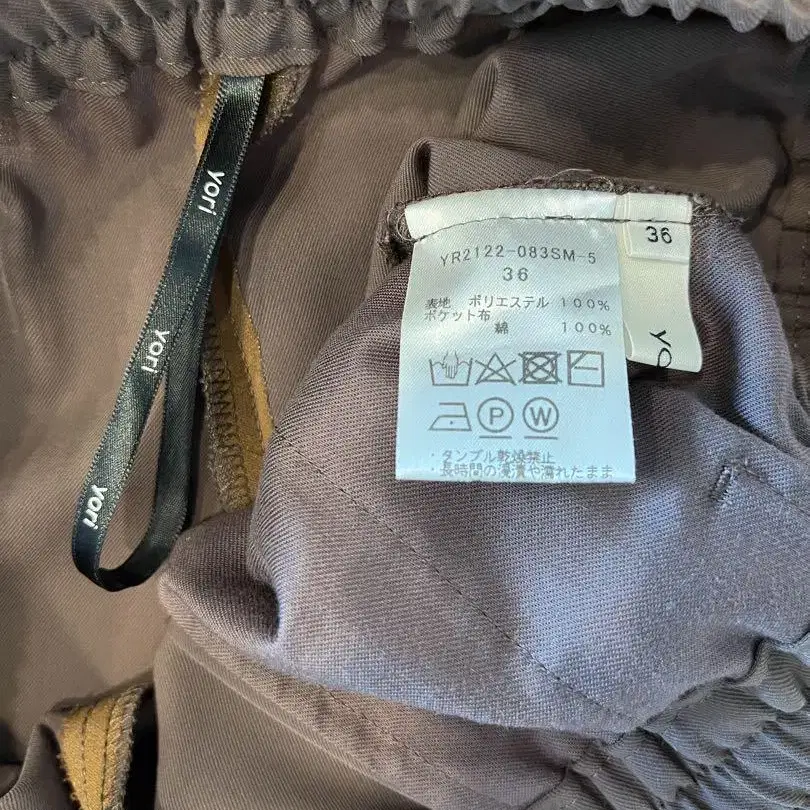 yori
yori
yori
YR2122-083SM-5
36
表地 ポリエステル 100%
ポケット布
綿 100%
P W
・タンブル乾燥禁止
・長時間の浸漬や濡れたまま
36
YO